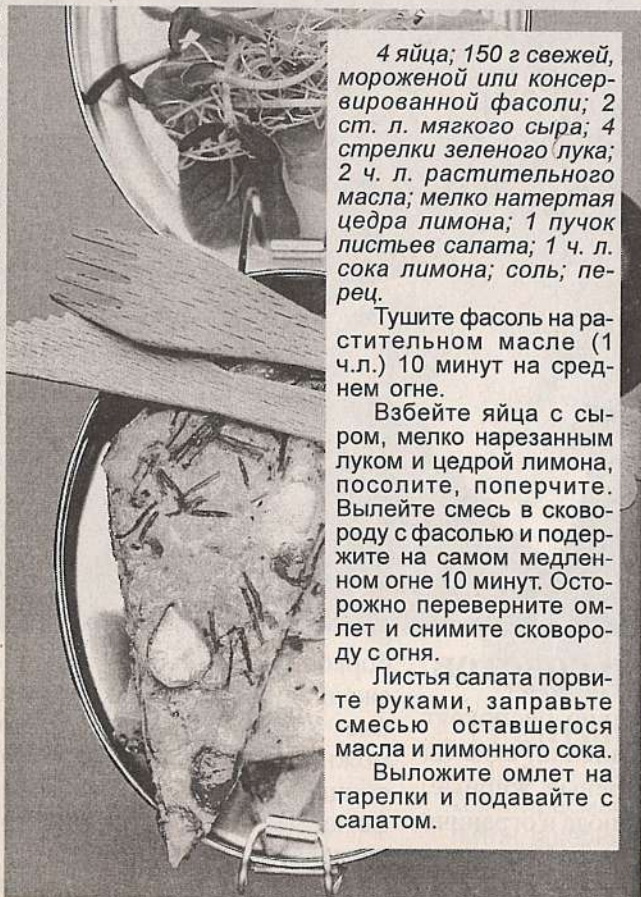 4 яйца; 150 г свежей,
мороженой или консер-
вированной фасоли; 2
ст. л. мягкого сыра; 4
стрелки зеленого лука;
2 ч. л. растительного
масла; мелко натертая
цедра лимона; 1 пучок
листьев салата; 1 ч. л.
сока лимона; соль; пе-
рец.
Тушите фасоль на ра-
стительном масле (1
ч.л.) 10 минут на сред-
нем огне.
Взбейте яйца с сы-
ром, мелко нарезанным
луком и цедрой лимона,
посолите, поперчите.
Вылейте смесь в сково-
роду с фасолью и подер-
жите на самом медлен-
ном огне 10 минут. Осто-
рожно переверните ом-
лет и снимите сковоро-
ду с огня.
Листья салата порви-
те руками, заправьте
смесью оставшегося
масла и лимонного сока.
Выложите омлет на
тарелки и подавайте с
салатом.